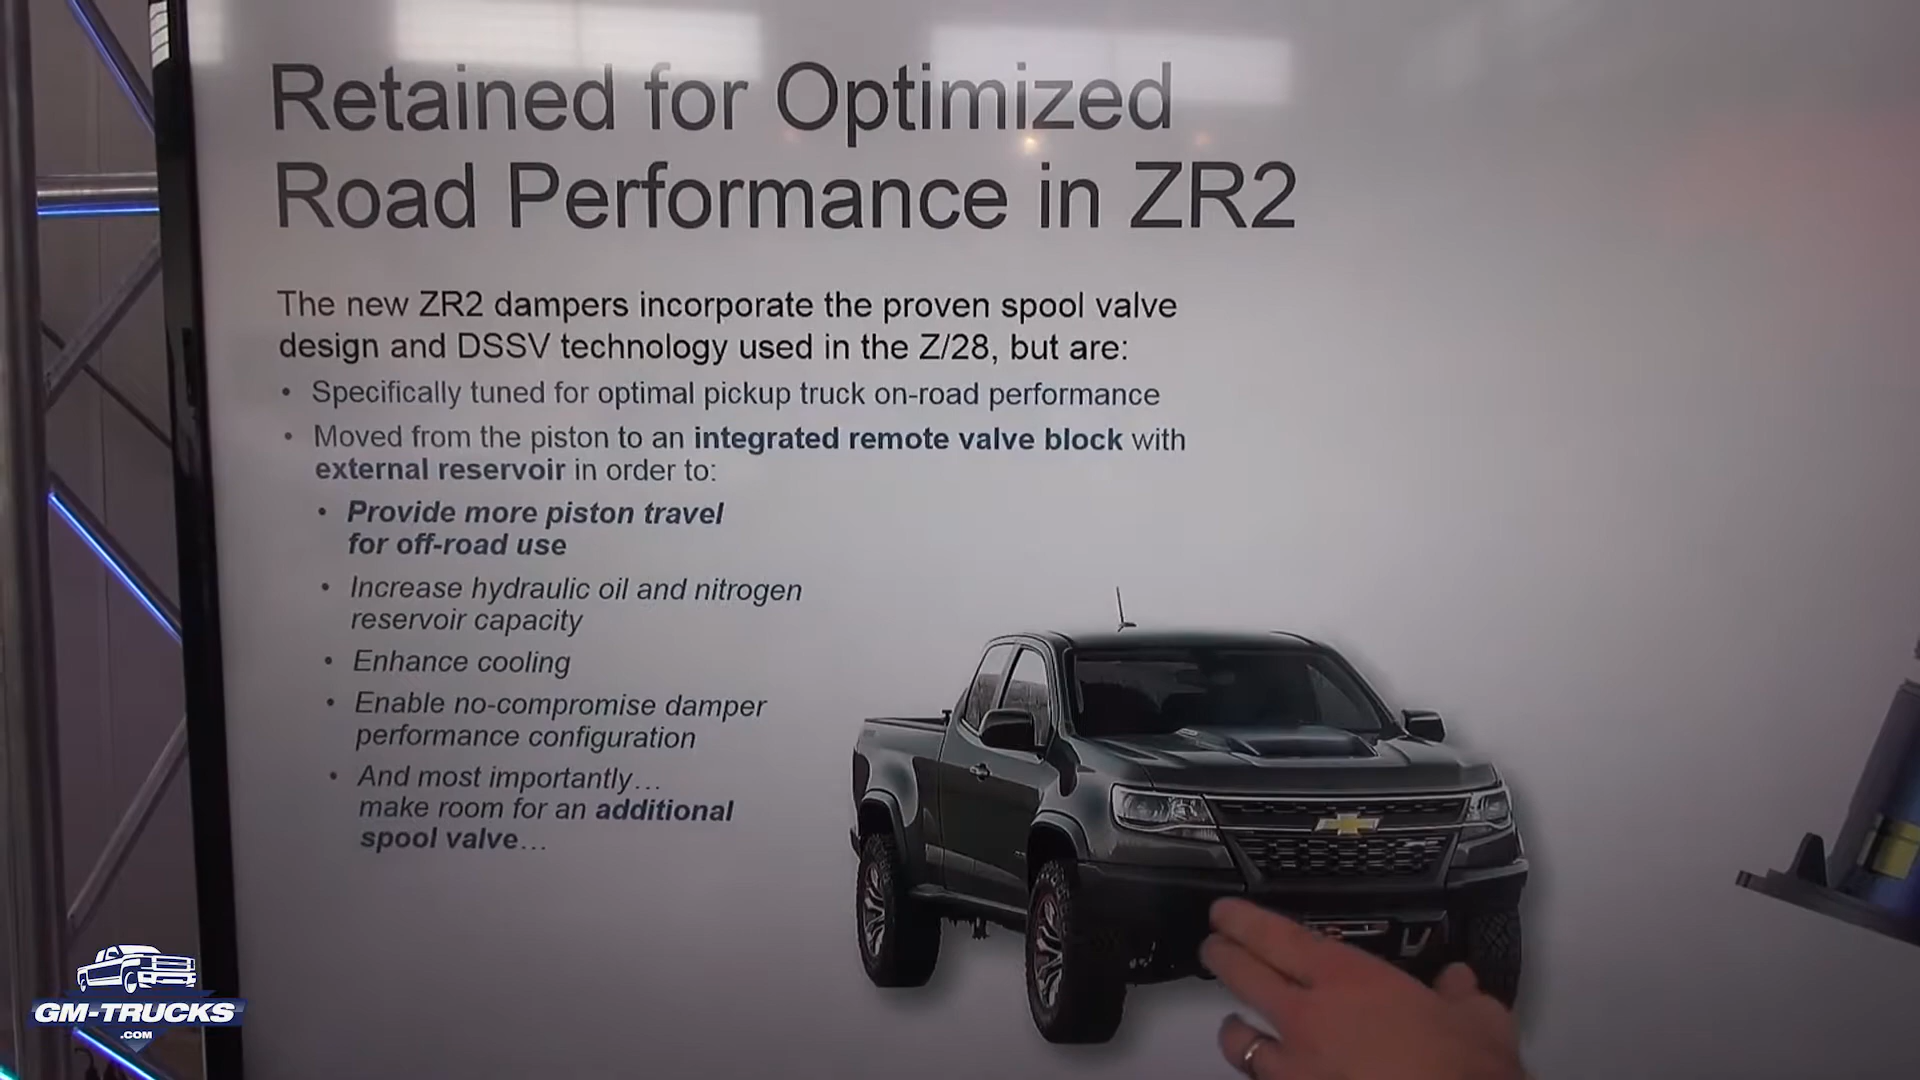 Retained for Optimized
Road Performance in ZR2
The new ZR2 dampers incorporate the proven spool valve
design and DSSV technology used in the Z/28, but are:
• Specifically tuned for optimal pickup truck on-road performance
• Moved from the piston to an integrated remote valve block with
external reservoir in order to:
• Provide more piston travel
for off-road use
• Increase hydraulic oil and nitrogen
reservoir capacity
• Enhance cooling
• Enable no-compromise damper
performance configuration
• And most importantly...
make room for an additional
spool valve...
GM-TRUCKS
.COM